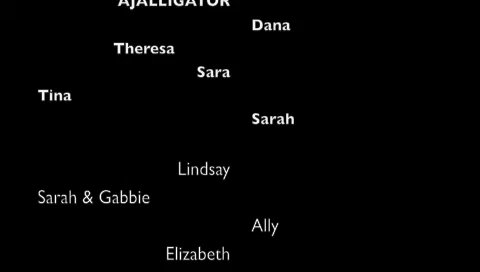 AJALLIGATOR
Dana
Theresa
Sara
Tina
Sarah
Lindsay
Sarah & Gabbie
Ally
Elizabeth